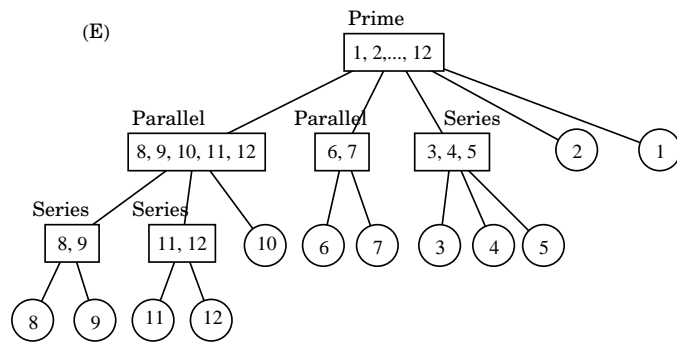 Prime
(E)
1, 2,..., 12
Parallel Parallel Series
8, 9, 10, 11, 12 6, 7 3, 4, 5 2 1
Series Series
8, 9 11, 12 10 6 7 3 4 5
8 9 11 12